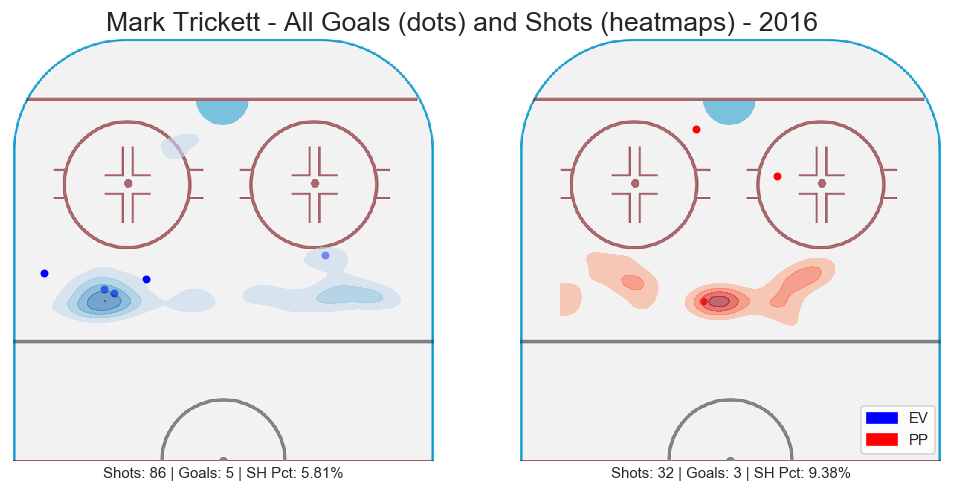 Mark Trickett - All Goals (dots) and Shots (heatmaps) - 2016
EV
PP
Shots: 86 | Goals: 5 | SH Pct: 5.81%
Shots: 32 | Goals: 3 | SH Pct: 9.38%